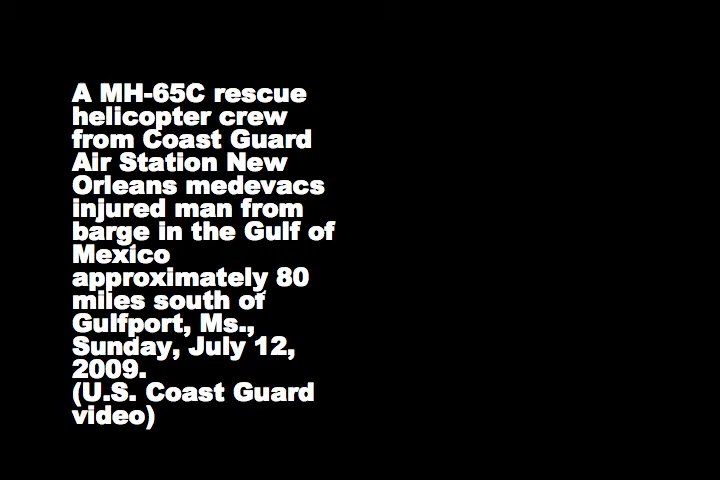 A MH-65C rescue
helicopter crew
from Coast Guard
Air Station New
Orleans medevacs
injured man from
barge in the Gulf of
Mexico
approximately 80
miles south of
Gulfport, Ms.,
Sunday, July 12,
2009.
(U.S. Coast Guard
video)